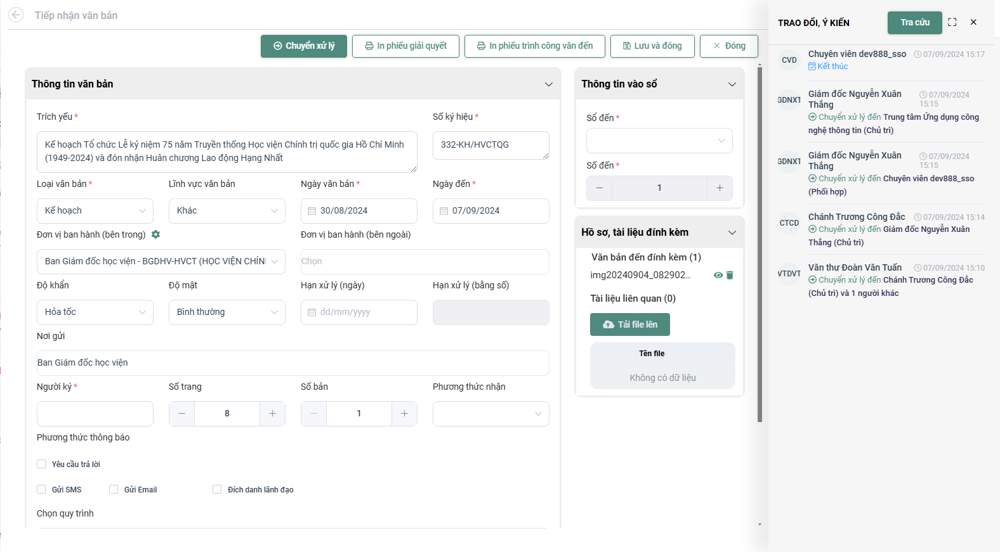 Tiếp nhận văn bản
Chuyển xử lý
In phiếu giải quyết
In phiếu trình công văn đến
Lưu và đóng
Đóng
Thông tin văn bản
Trích yếu *
Số ký hiệu *
Kế hoạch Tổ chức Lễ kỷ niệm 75 năm Truyền thống Học viện Chính trị quốc gia Hồ Chí Minh
(1949-2024) và đón nhận Huân chương Lao động Hạng Nhất
332-KH/HVCTQG
Loại văn bản *
Lĩnh vực văn bản
Ngày văn bản *
Ngày đến *
Kế hoạch
Khác
30/08/2024
07/09/2024
Đơn vị ban hành (bên trong)
Đơn vị ban hành (bên ngoài)
Ban Giám đốc học viện - BGDHV-HVCT (HỌC VIỆN CHÍN
Chọn
Độ khẩn
Độ mật
Hạn xử lý (ngày)
Hạn xử lý (bằng số)
Hỏa tốc
Bình thường
dd/mm/yyyy
Nơi gửi
Ban Giám đốc học viện
Người ký *
Số trang
Số bản
Phương thức nhận
8
1
Phương thức thông báo
Yêu cầu trả lời
Gửi SMS
Gửi Email
Đích danh lãnh đạo
Chọn quy trình
Thông tin vào sổ
Sổ đến *
Số đến *
1
Hồ sơ, tài liệu đính kèm
Văn bản đến đính kèm (1)
img20240904_082902...
Tài liệu liên quan (0)
Tải file lên
Tên file
Không có dữ liệu
TRAO ĐỔI, Ý KIẾN
Tra cứu
CVD
Chuyên viên dev888_sso
07/09/2024 15:17
Kết thúc
GDNXT
Giám đốc Nguyễn Xuân
Thắng
07/09/2024
15:15
Chuyển xử lý đến Trung tâm Ứng dụng công
nghệ thông tin (Chủ trì)
GDNXT
Giám đốc Nguyễn Xuân
Thắng
07/09/2024
15:15
Chuyển xử lý đến Chuyên viên dev888_sso
(Phối hợp)
CTCD
Chánh Trương Công Đắc
07/09/2024 15:14
Chuyển xử lý đến Giám đốc Nguyễn Xuân
Thắng (Chủ trì)
VTDVT
Văn thư Đoàn Văn Tuấn
07/09/2024 15:10
Chuyển xử lý đến Chánh Trương Công Đắc
(Chủ trì) và 1 người khác